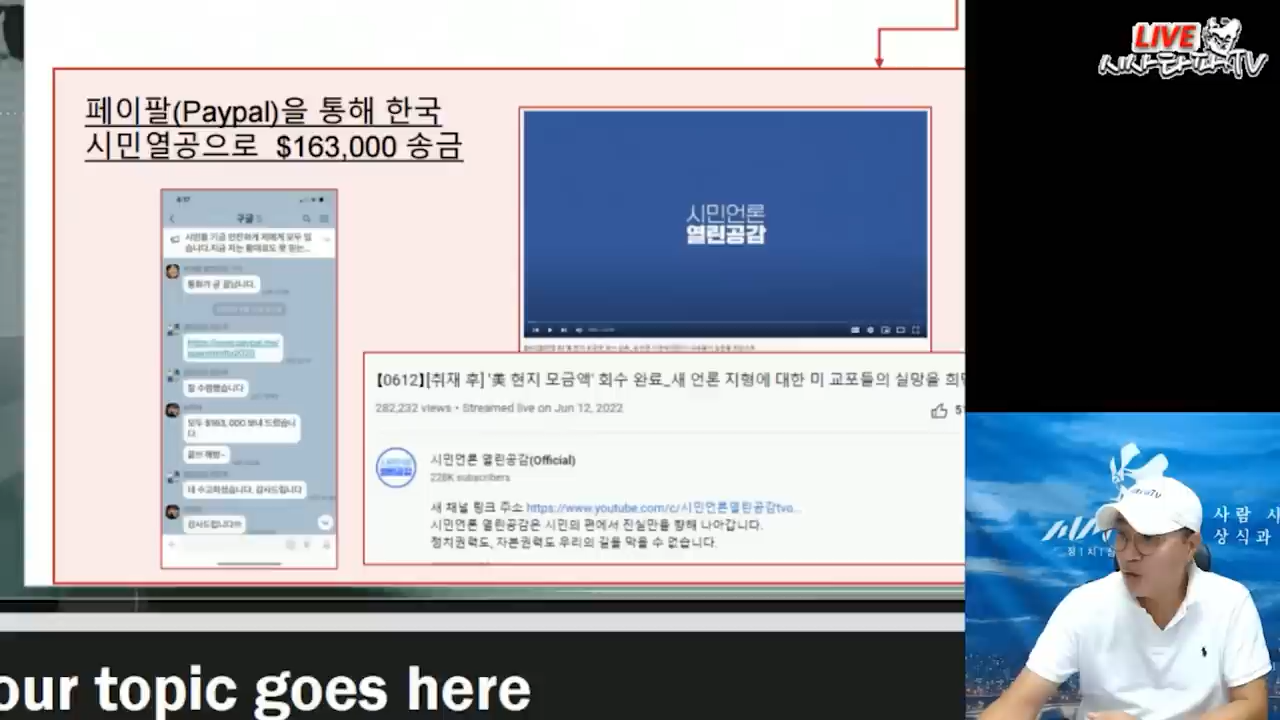 LIVE
시사타파TV
페이팔(Paypal)을 통해 한국
시민열공으로 $163,000 송금
4:37
구글 5
통화가 곧 끝납니다.
잘 수령했습니다
모두 $163, 000 보내 드렸습니
다.
네 수고하셨습니다. 감사드립니다
감사드립니다!!!
시민언론
열린공감
【0612】[취재 후] '美 현지 모금액' 회수 완료_새 언론 지형에 대한 미 교포들의 실망을 희망
282,232 views • Streamed live on Jun 12, 2022
시민언론 열린공감(Official)
228K subscribers
새 채널 링크 주소 https://www.youtube.com/c/시민언론열린공감tvo...
시민언론 열린공감은 시민의 편에서 진실만을 향해 나아갑니다.
정치권력도, 자본권력도 우리의 길을 막을 수 없습니다.
사람 사
상식과
our topic goes here